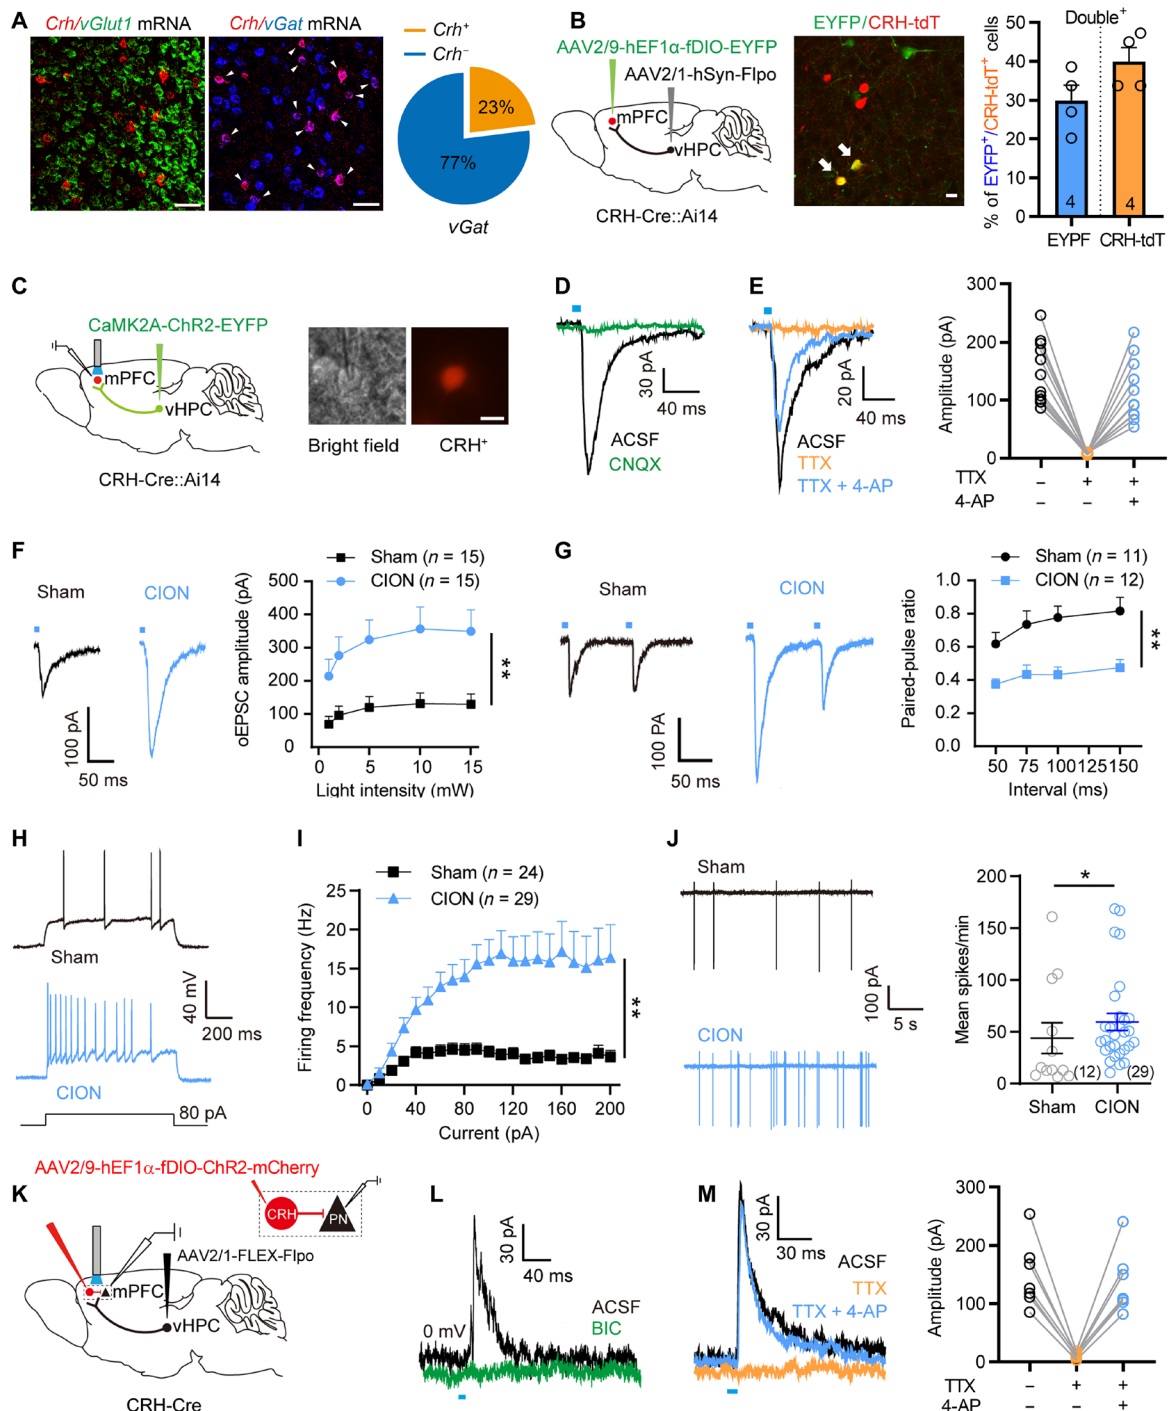 A
Crh/vGlut1 mRNA
Crh/vGat mRNA
Crh⁺
Crh⁻
23%
77%
vGat
B
AAV2/9-hEF1α-fDIO-EYFP
AAV2/1-hSyn-Flpo
mPFC
vHPC
CRH-Cre::Ai14
EYFP/CRH-tdT
% of EYFP⁺/CRH-tdT⁺ cells
Double⁺
50
40
30
20
10
0
4
4
EYPF
CRH-tdT
C
CaMK2A-ChR2-EYFP
mPFC
vHPC
CRH-Cre::Ai14
Bright field
CRH⁺
D
30 pA
40 ms
ACSF
CNQX
E
20 pA
40 ms
ACSF
TTX
TTX + 4-AP
Amplitude (pA)
300
200
100
0
TTX – + +
4-AP – – +
F
Sham
CION
100 pA
50 ms
Sham (n = 15)
CION (n = 15)
oEPSC amplitude (pA)
500
400
300
200
100
0
0 5 10 15
Light intensity (mW)
**
G
Sham
CION
100 PA
50 ms
Sham (n = 11)
CION (n = 12)
Paired-pulse ratio
1.0
0.8
0.6
0.4
0.2
0.0
50 75 100 125 150
Interval (ms)
**
H
Sham
40 mV
200 ms
CION
80 pA
I
Sham (n = 24)
CION (n = 29)
Firing frequency (Hz)
25
20
15
10
5
0
0 40 80 120 160 200
Current (pA)
**
J
Sham
100 pA
5 s
CION
Mean spikes/min
200
150
100
50
0
*
(12)
(29)
Sham
CION
AAV2/9-hEF1α-fDIO-ChR2-mCherry
K
CRH
PN
AAV2/1-FLEX-Flpo
mPFC
vHPC
CRH-Cre
L
30 pA
40 ms
ACSF
BIC
0 mV
M
30 pA
30 ms
ACSF
TTX
TTX + 4-AP
Amplitude (pA)
300
200
100
0
TTX – + +
4-AP – – +